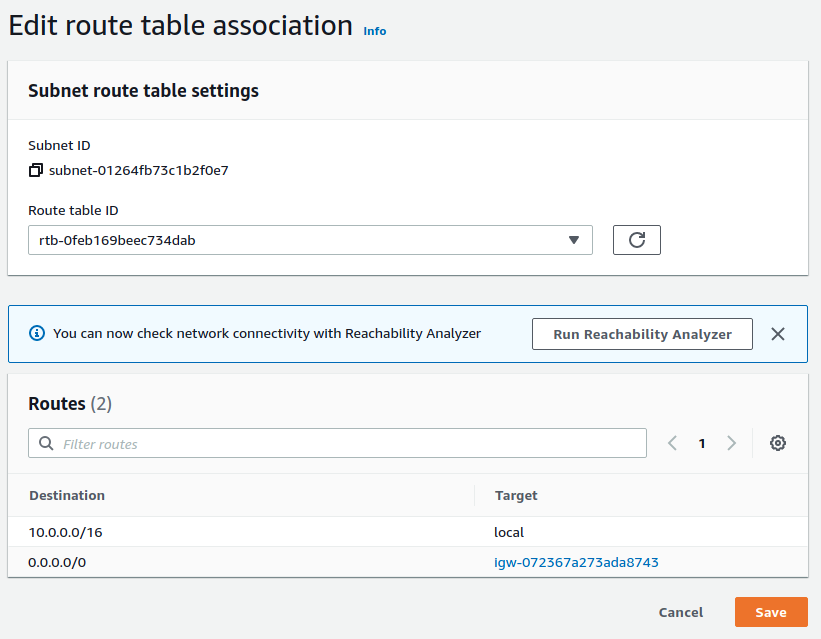 Edit route table association Info
Subnet route table settings
Subnet ID
subnet-01264fb73c1b2f0e7
Route table ID
rtb-0feb169beec734dab
You can now check network connectivity with Reachability Analyzer
Run Reachability Analyzer
Routes (2)
Filter routes
1
Destination Target
10.0.0.0/16 local
0.0.0.0/0 igw-072367a273ada8743
Cancel Save